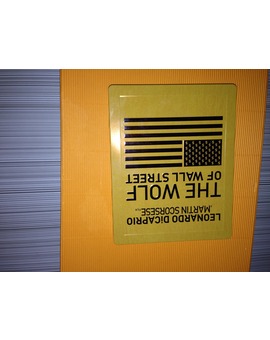 LEONARDO DiCAPRIO
MARTIN SCORSESE
THE WOLF
OF WALL STREET